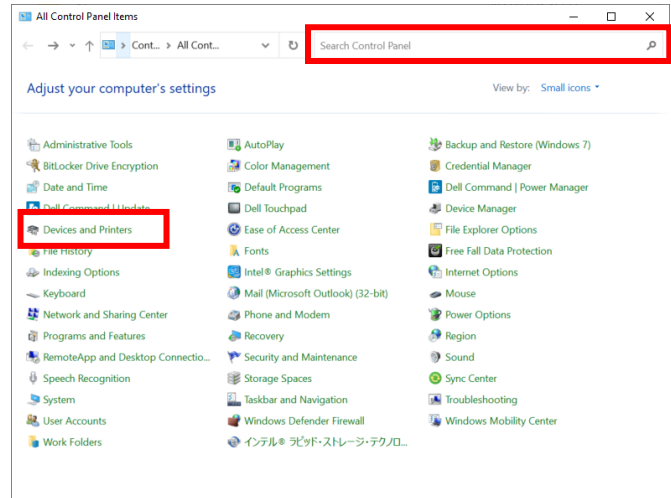 All Control Panel Items
Cont... > All Cont...
Search Control Panel
Adjust your computer's settings
View by: Small icons
Administrative Tools
AutoPlay
Backup and Restore (Windows 7)
BitLocker Drive Encryption
Color Management
Credential Manager
Date and Time
Default Programs
Dell Command | Power Manager
Dell Command | Update
Dell Touchpad
Device Manager
Devices and Printers
Ease of Access Center
File Explorer Options
File History
Fonts
Free Fall Data Protection
Indexing Options
Intel® Graphics Settings
Internet Options
Keyboard
Mail (Microsoft Outlook) (32-bit)
Mouse
Network and Sharing Center
Phone and Modem
Power Options
Programs and Features
Recovery
Region
RemoteApp and Desktop Connectio...
Security and Maintenance
Sound
Speech Recognition
Storage Spaces
Sync Center
System
Taskbar and Navigation
Troubleshooting
User Accounts
Windows Defender Firewall
Windows Mobility Center
Work Folders
インテル® ラピッド・ストレージ・テクノロ...